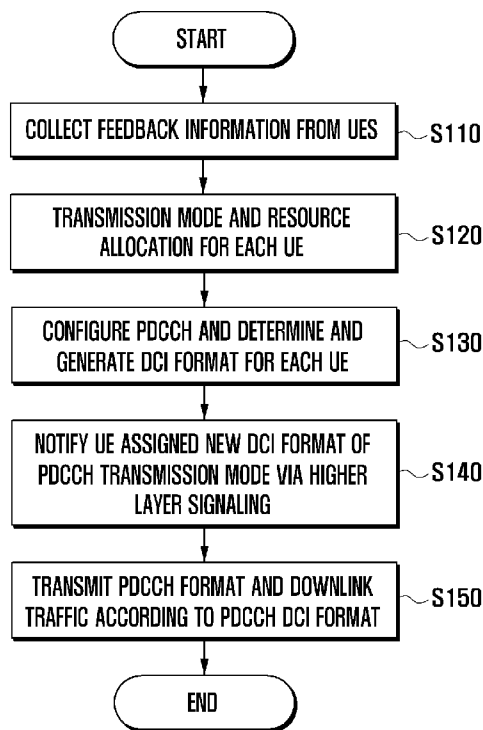 START
COLLECT FEEDBACK INFORMATION FROM UES
S110
TRANSMISSION MODE AND RESOURCE
ALLOCATION FOR EACH UE
S120
CONFIGURE PDCCH AND DETERMINE AND
GENERATE DCI FORMAT FOR EACH UE
S130
NOTIFY UE ASSIGNED NEW DCI FORMAT OF
PDCCH TRANSMISSION MODE VIA HIGHER
LAYER SIGNALING
S140
TRANSMIT PDCCH FORMAT AND DOWNLINK
TRAFFIC ACCORDING TO PDCCH DCI FORMAT
S150
END